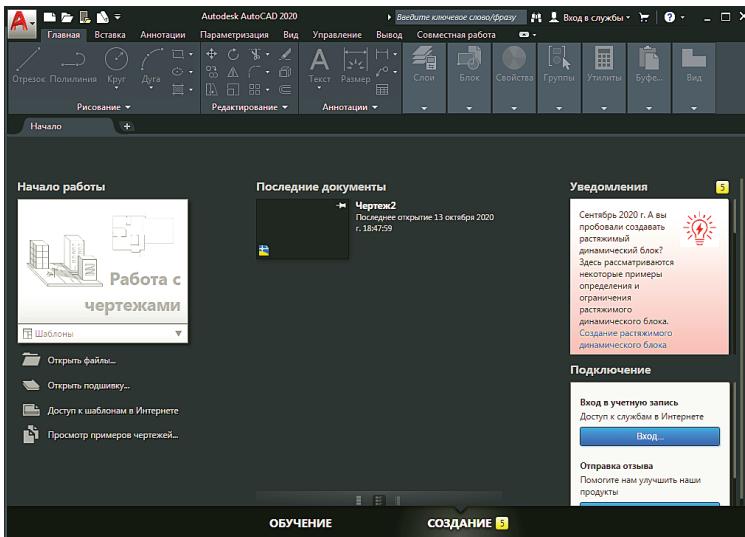 Autodesk AutoCAD 2020
Введите ключевое слово/фразу
Вход в службы
Главная Вставка Аннотации Параметризация Вид Управление Вывод Совместная работа
Отрезок Полилиния Круг Дуга Текст Размер Слои Блок Свойства Группы Утилиты Буфе... Вид
Рисование Редактирование Аннотации
Начало
Начало работы
Работа с
чертежами
Шаблоны
Открыть файлы...
Открыть подшивку...
Доступ к шаблонам в Интернете
Просмотр примеров чертежей...
Последние документы
Чертеж2
Последнее открытие 13 октября 2020
г. 18:47:59
Уведомления 5
Сентябрь 2020 г. А вы
пробовали создавать
растяжимый
динамический блок?
Здесь рассматриваются
некоторые примеры
определения и
ограничения
растяжимого
динамического блока.
Создание растяжимого
динамического блока
Подключение
Вход в учетную запись
Доступ к службам в Интернете
Вход...
Отправка отзыва
Помогите нам улучшить наши
продукты
ОБУЧЕНИЕ СОЗДАНИЕ 5